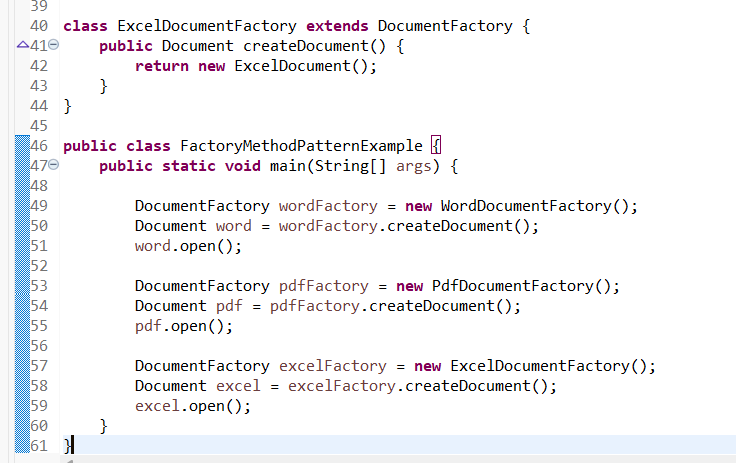 39
40 class ExcelDocumentFactory extends DocumentFactory {
41     public Document createDocument() {
42         return new ExcelDocument();
43     }
44 }
45
46 public class FactoryMethodPatternExample {
47     public static void main(String[] args) {
48
49         DocumentFactory wordFactory = new WordDocumentFactory();
50         Document word = wordFactory.createDocument();
51         word.open();
52
53         DocumentFactory pdfFactory = new PdfDocumentFactory();
54         Document pdf = pdfFactory.createDocument();
55         pdf.open();
56
57         DocumentFactory excelFactory = new ExcelDocumentFactory();
58         Document excel = excelFactory.createDocument();
59         excel.open();
60     }
61 }